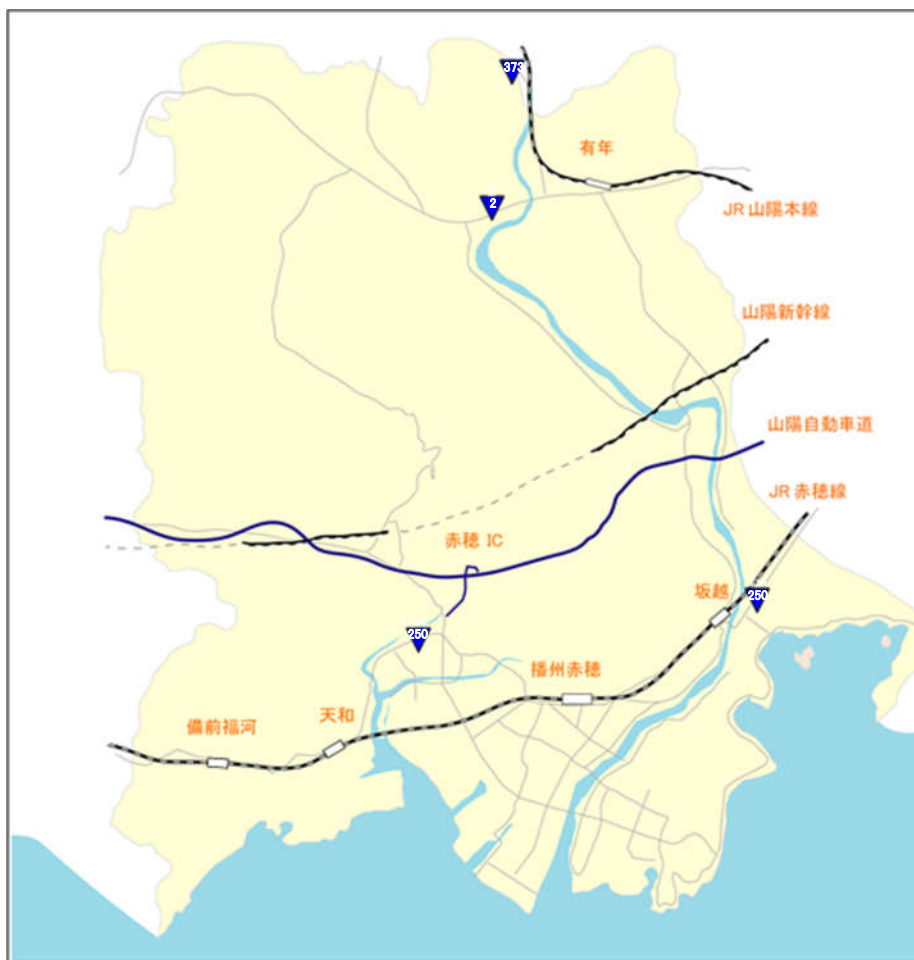 373
有年
2
JR 山陽本線
山陽新幹線
山陽自動車道
JR 赤穂線
赤穂 IC
坂越
250
250
播州赤穂
天和
備前福河